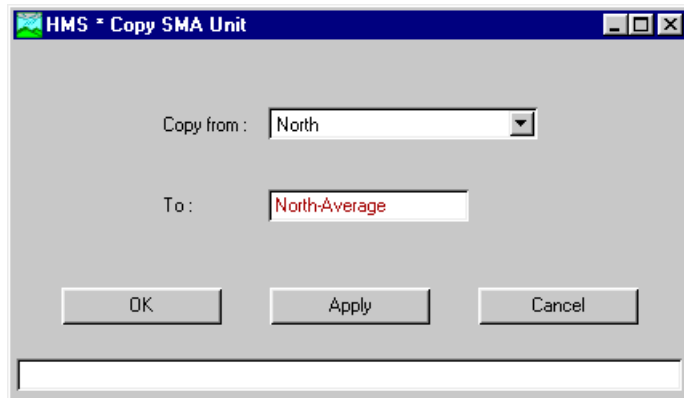 HMS * Copy SMA Unit
Copy from : North
To : North-Average
OK Apply Cancel